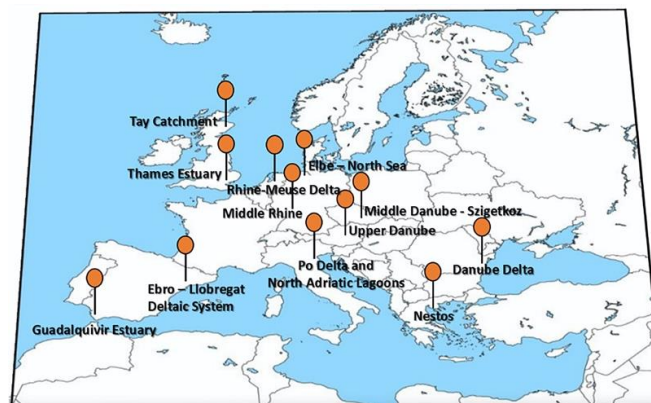 Tay Catchment
Thames Estuary
Elbe – North Sea
Rhine-Meuse Delta
Middle Rhine
Middle Danube - Szigetkoz
Upper Danube
Po Delta and
North Adriatic Lagoons
Danube Delta
Ebro – Llobregat
Deltaic System
Nestos
Guadalquivir Estuary